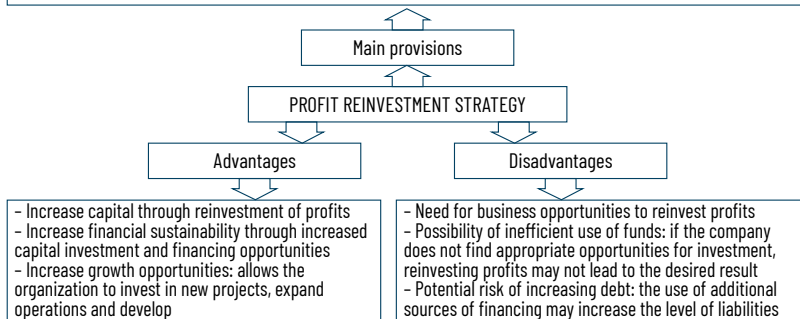 Main provisions
PROFIT REINVESTMENT STRATEGY
Advantages
Disadvantages
– Increase capital through reinvestment of profits
– Increase financial sustainability through increased
capital investment and financing opportunities
– Increase growth opportunities: allows the
organization to invest in new projects, expand
operations and develop
– Need for business opportunities to reinvest profits
– Possibility of inefficient use of funds: if the company
does not find appropriate opportunities for investment,
reinvesting profits may not lead to the desired result
– Potential risk of increasing debt: the use of additional
sources of financing may increase the level of liabilities